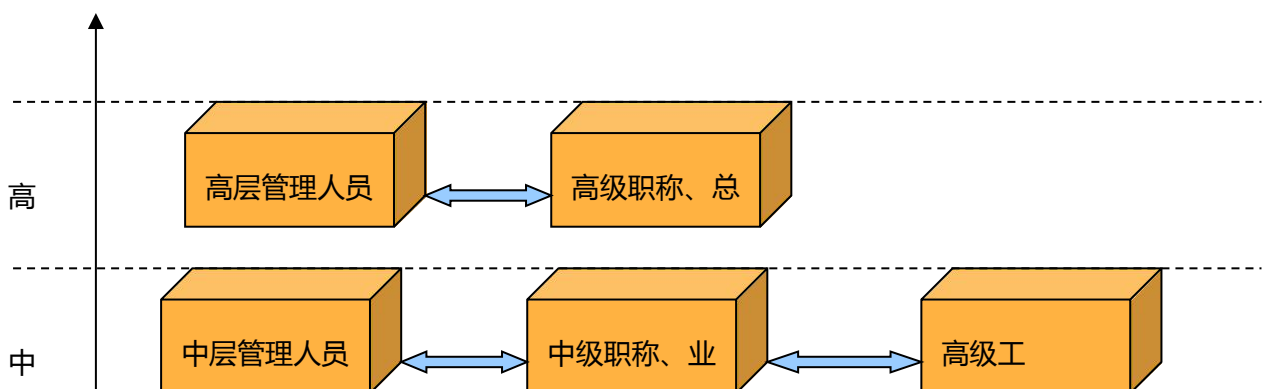 高层管理人员
高级职称、总
高
中层管理人员
中级职称、业
高级工
中